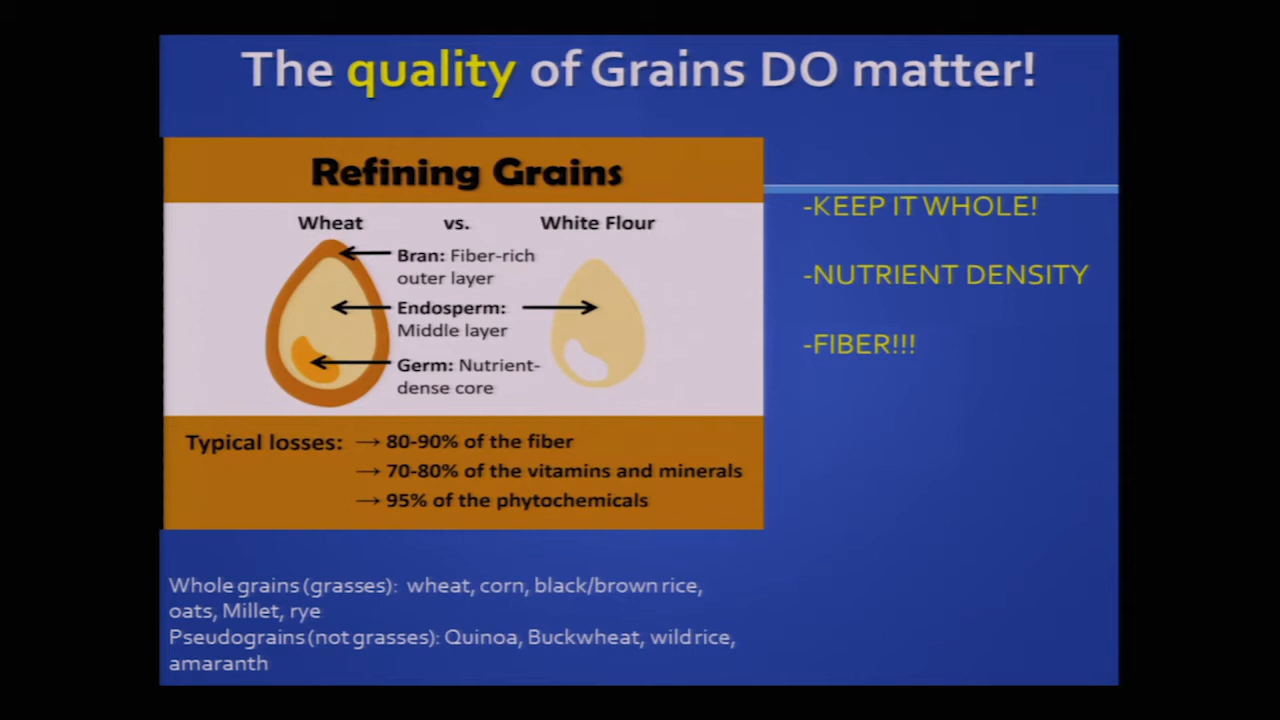 The quality of Grains DO matter!
Refining Grains
Wheat vs. White Flour
Bran: Fiber-rich
outer layer
Endosperm:
Middle layer
Germ: Nutrient-
dense core
Typical losses: → 80-90% of the fiber
→ 70-80% of the vitamins and minerals
→ 95% of the phytochemicals
-KEEP IT WHOLE!
-NUTRIENT DENSITY
-FIBER!!!
Whole grains (grasses): wheat, corn, black/brown rice,
oats, Millet, rye
Pseudograins (not grasses): Quinoa, Buckwheat, wild rice,
amaranth